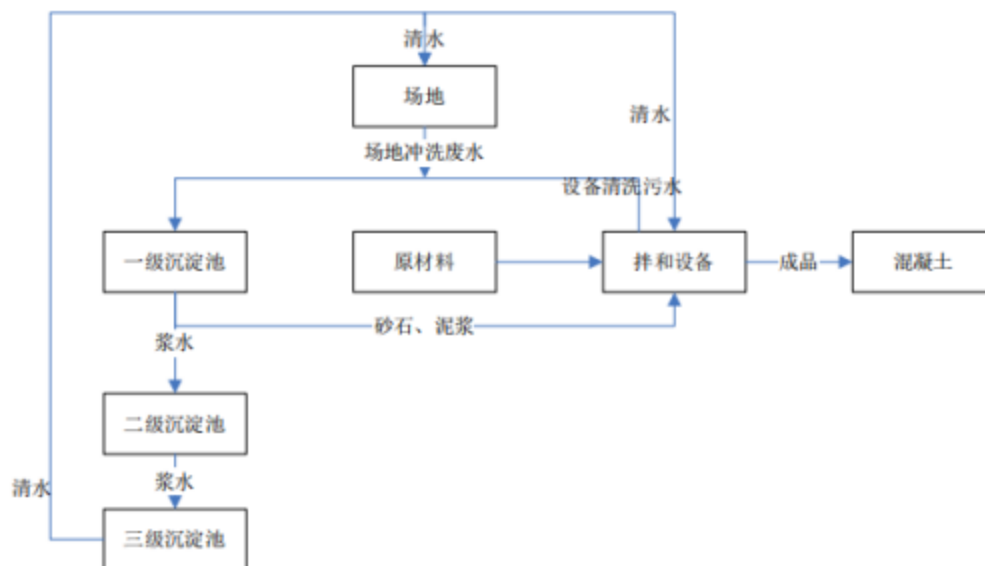 清水
场地
清水
场地冲洗废水
设备清洗污水
一级沉淀池
原材料
拌和设备
成品
混凝土
砂石、泥浆
浆水
二级沉淀池
浆水
清水
三级沉淀池